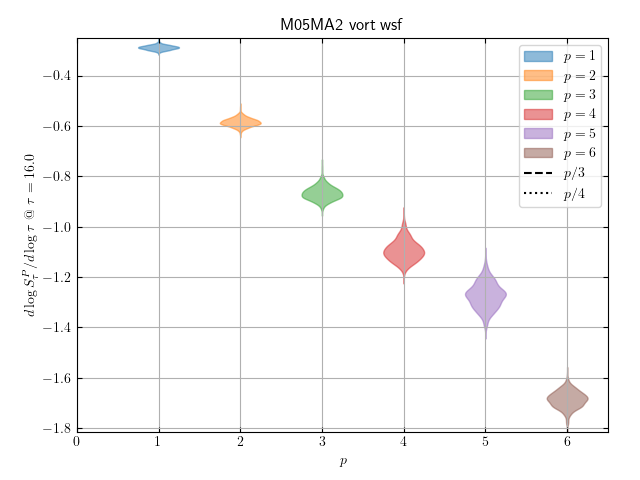 M05MA2 vort wsf
d log S_τ^P / d log τ @ τ = 16.0
−0.4
−0.6
−0.8
−1.0
−1.2
−1.4
−1.6
−1.8
0 1 2 3 4 5 6
p
p = 1
p = 2
p = 3
p = 4
p = 5
p = 6
p/3
p/4